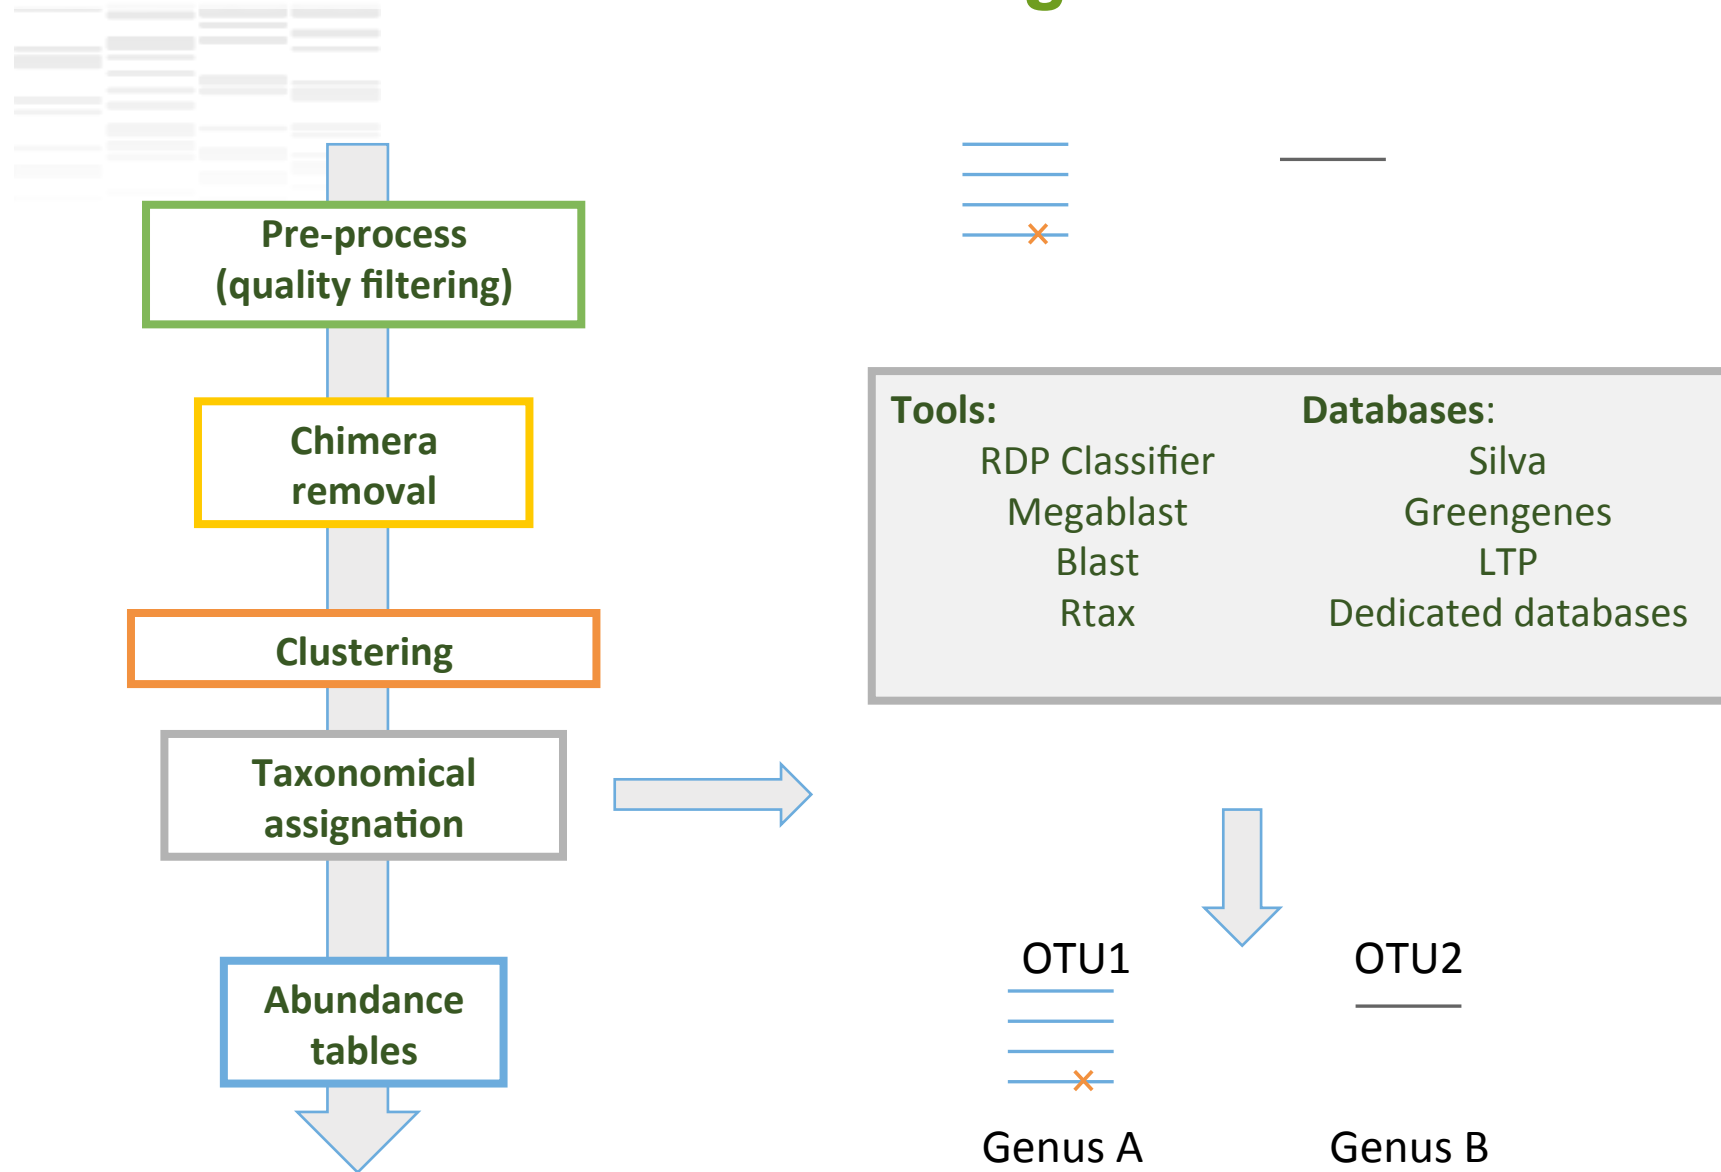 Pre-process
(quality filtering)
Chimera
removal
Clustering
Taxonomical
assignation
Abundance
tables
Tools:
RDP Classifier
Megablast
Blast
Rtax
Databases:
Silva
Greengenes
LTP
Dedicated databases
OTU1
OTU2
Genus A
Genus B